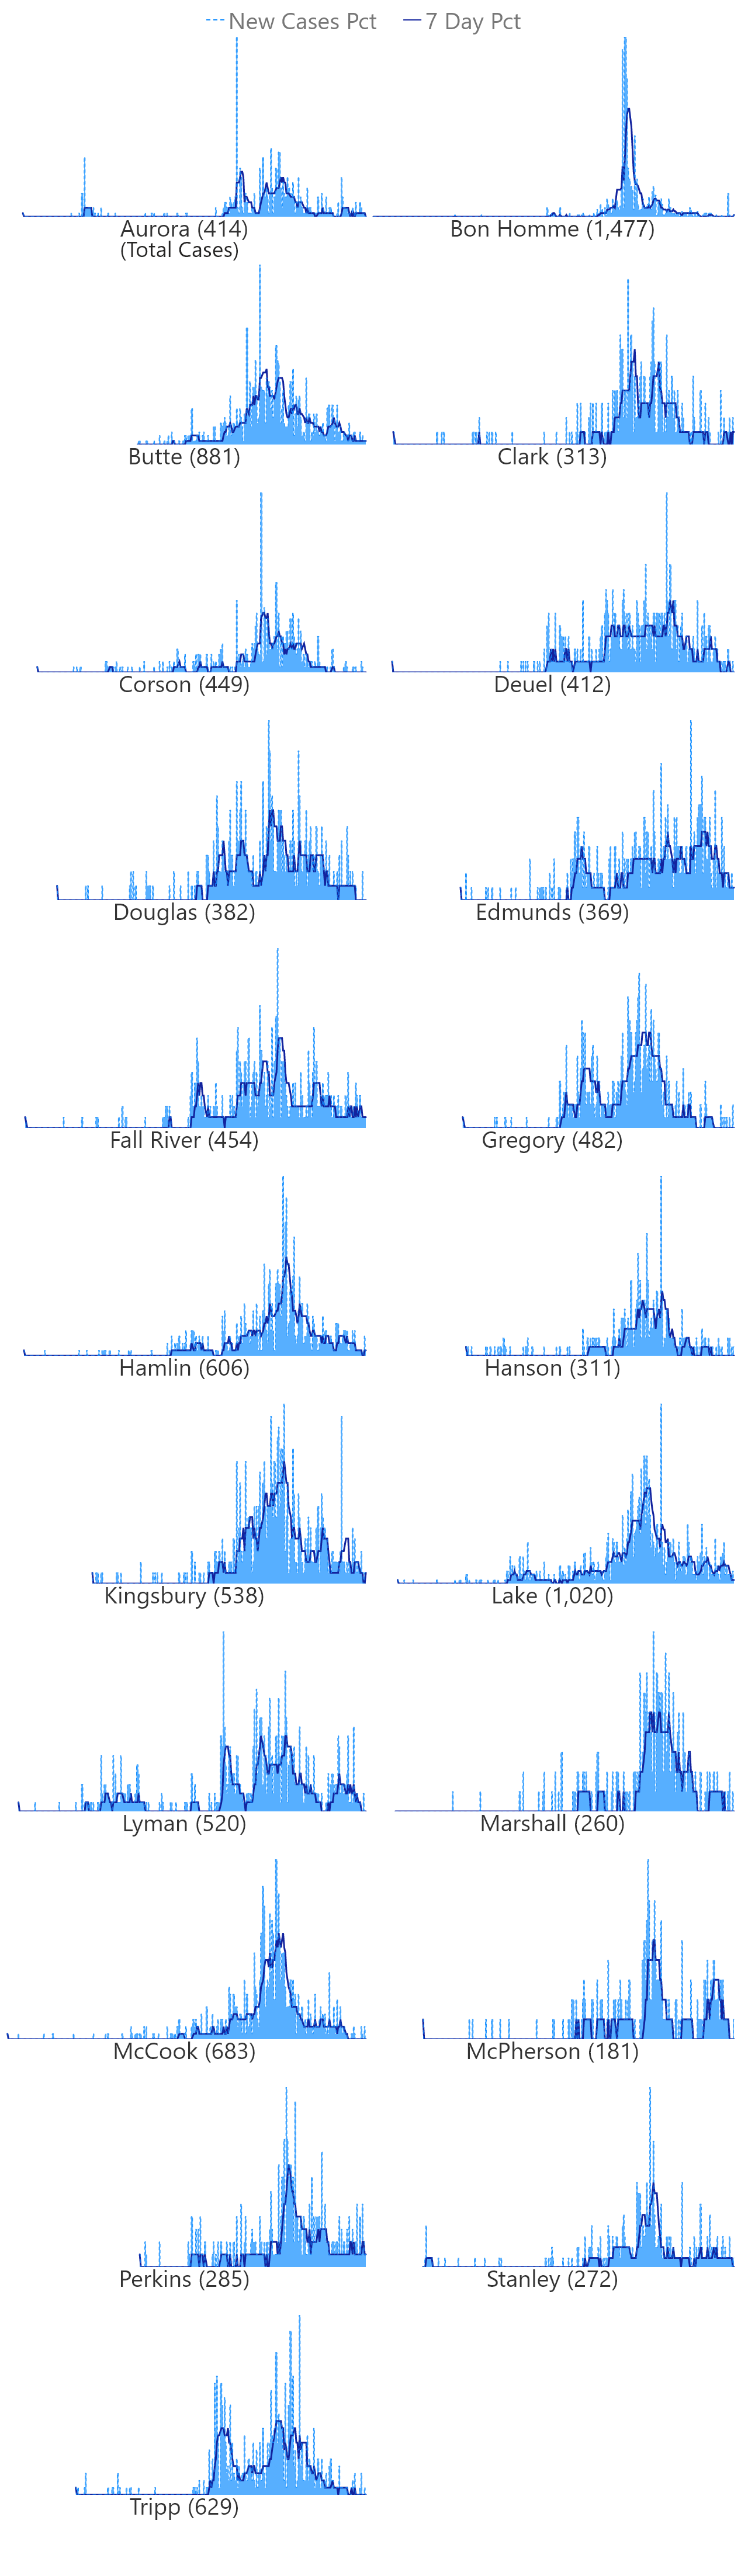 New Cases Pct 7 Day Pct
Aurora (414) Bon Homme (1,477)
(Total Cases)
Butte (881) Clark (313)
Corson (449) Deuel (412)
Douglas (382) Edmunds (369)
Fall River (454) Gregory (482)
Hamlin (606) Hanson (311)
Kingsbury (538) Lake (1,020)
Lyman (520) Marshall (260)
McCook (683) McPherson (181)
Perkins (285) Stanley (272)
Tripp (629)